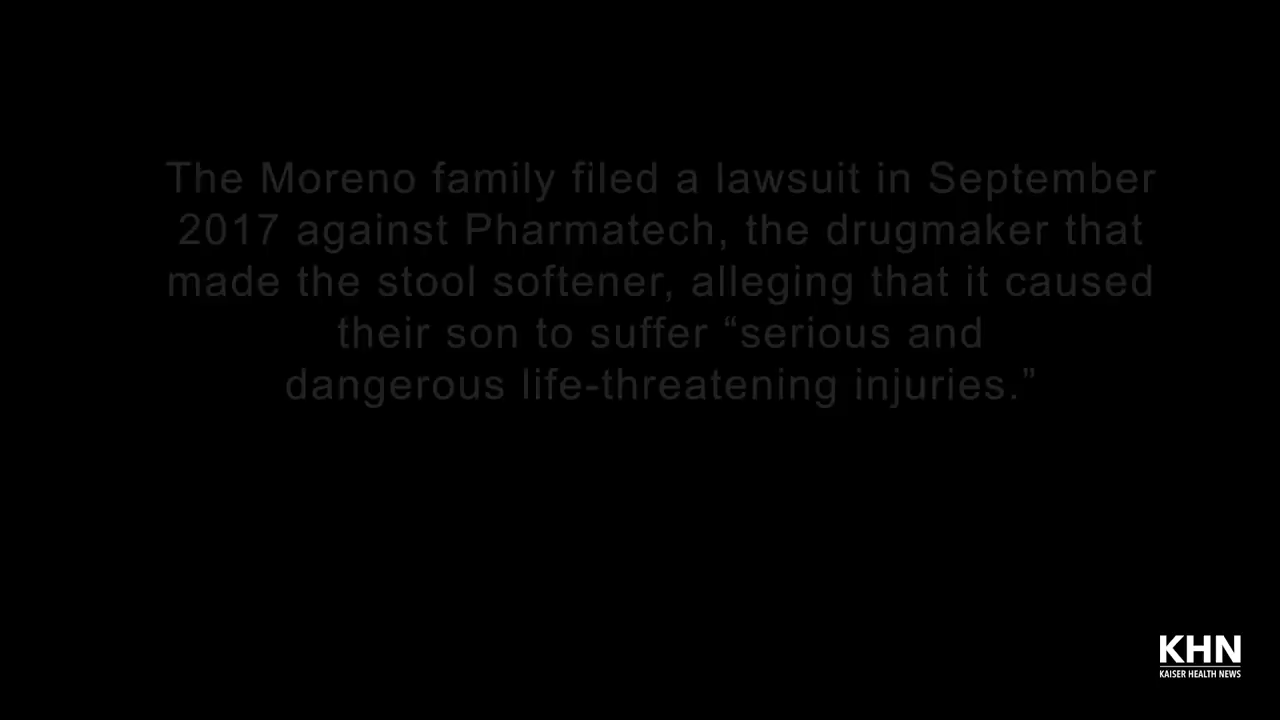 The Moreno family filed a lawsuit in September
2017 against Pharmatech, the drugmaker that
made the stool softener, alleging that it caused
their son to suffer “serious and
dangerous life-threatening injuries.”
KHN
KAISER HEALTH NEWS